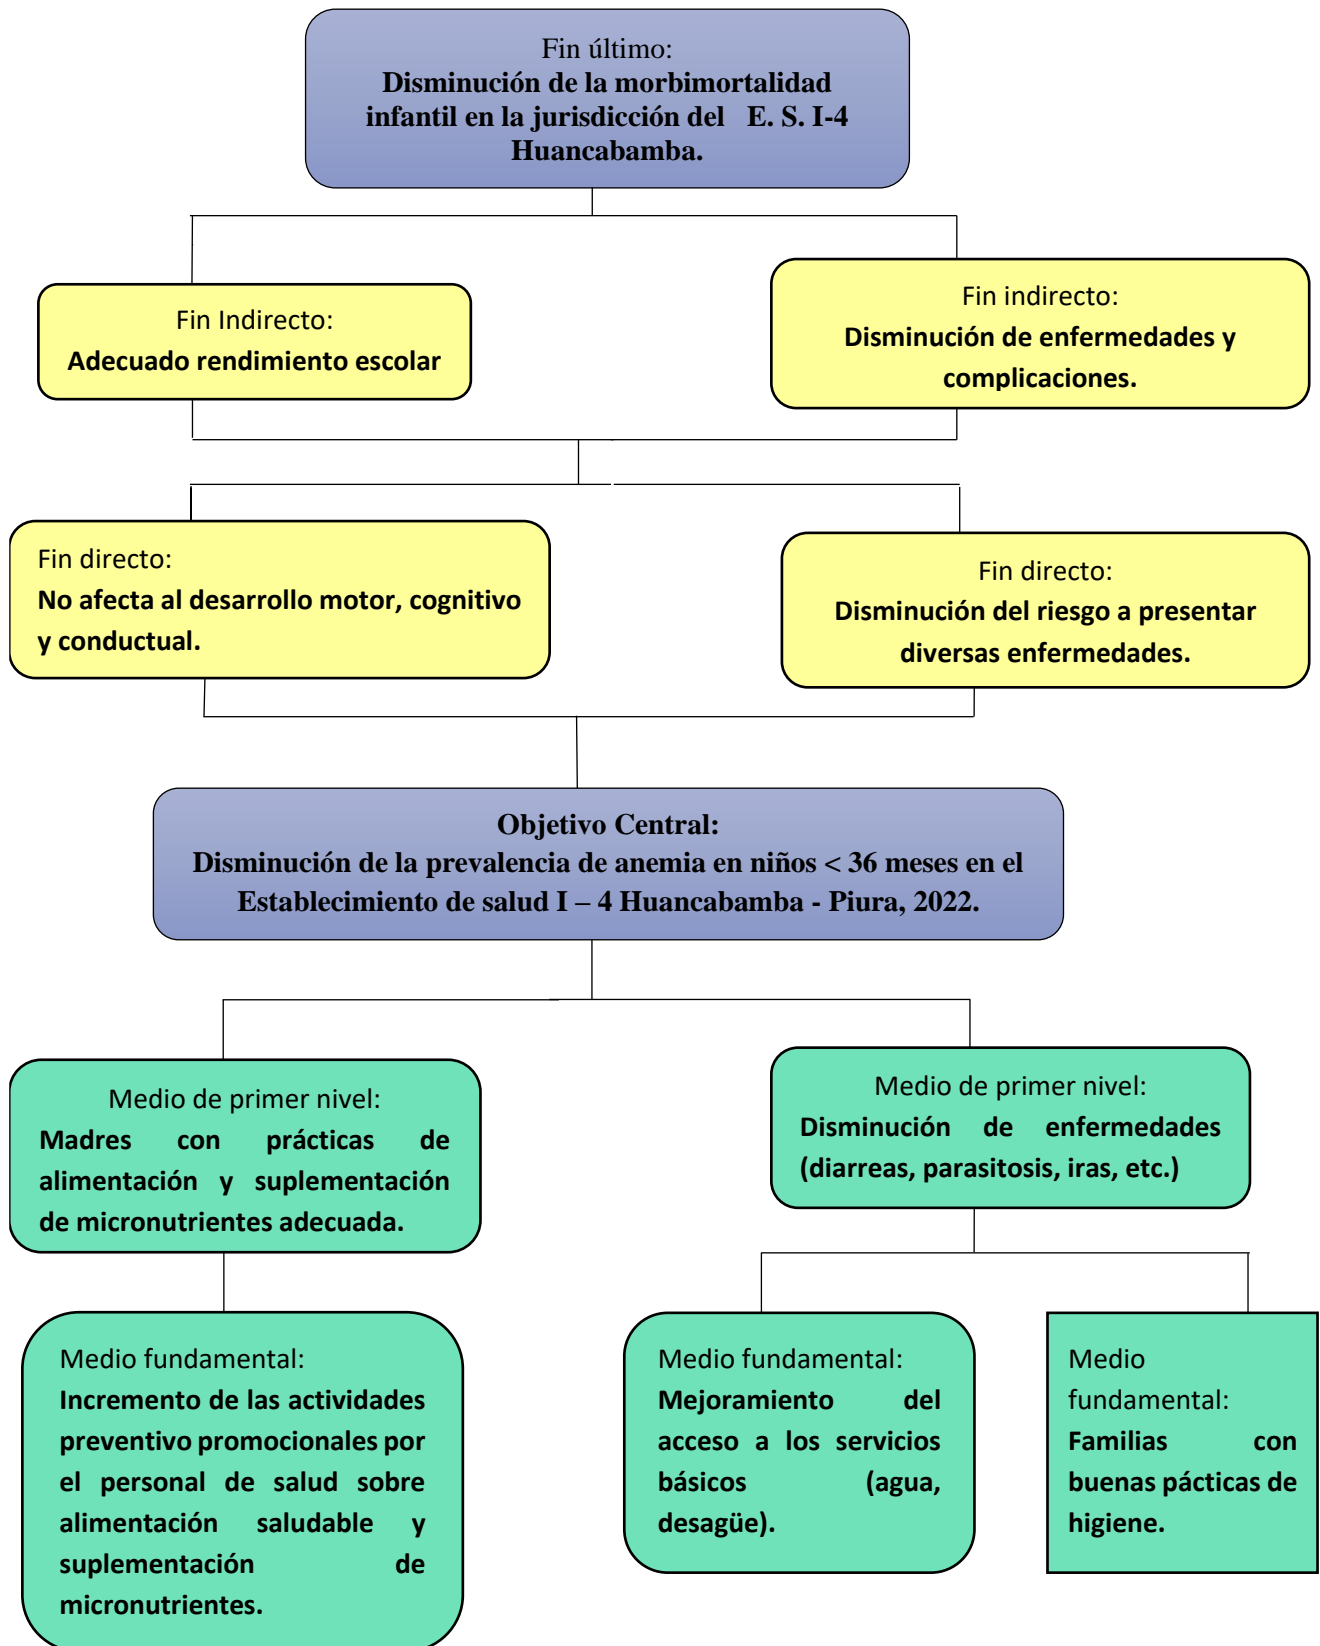 Fin último:
Disminución de la morbimortalidad
infantil en la jurisdicción del E. S. I-4
Huancabamba.
Fin Indirecto:
Adecuado rendimiento escolar
Fin indirecto:
Disminución de enfermedades y
complicaciones.
Fin directo:
No afecta al desarrollo motor, cognitivo
y conductual.
Fin directo:
Disminución del riesgo a presentar
diversas enfermedades.
Objetivo Central:
Disminución de la prevalencia de anemia en niños < 36 meses en el
Establecimiento de salud I – 4 Huancabamba - Piura, 2022.
Medio de primer nivel:
Madres con prácticas de
alimentación y suplementación
de micronutrientes adecuada.
Medio de primer nivel:
Disminución de enfermedades
(diarreas, parasitosis, iras, etc.)
Medio fundamental:
Incremento de las actividades
preventivo promocionales por
el personal de salud sobre
alimentación saludable y
suplementación de
micronutrientes.
Medio fundamental:
Mejoramiento del
acceso a los servicios
básicos (agua,
desagüe).
Medio
fundamental:
Familias con
buenas pácticas de
higiene.